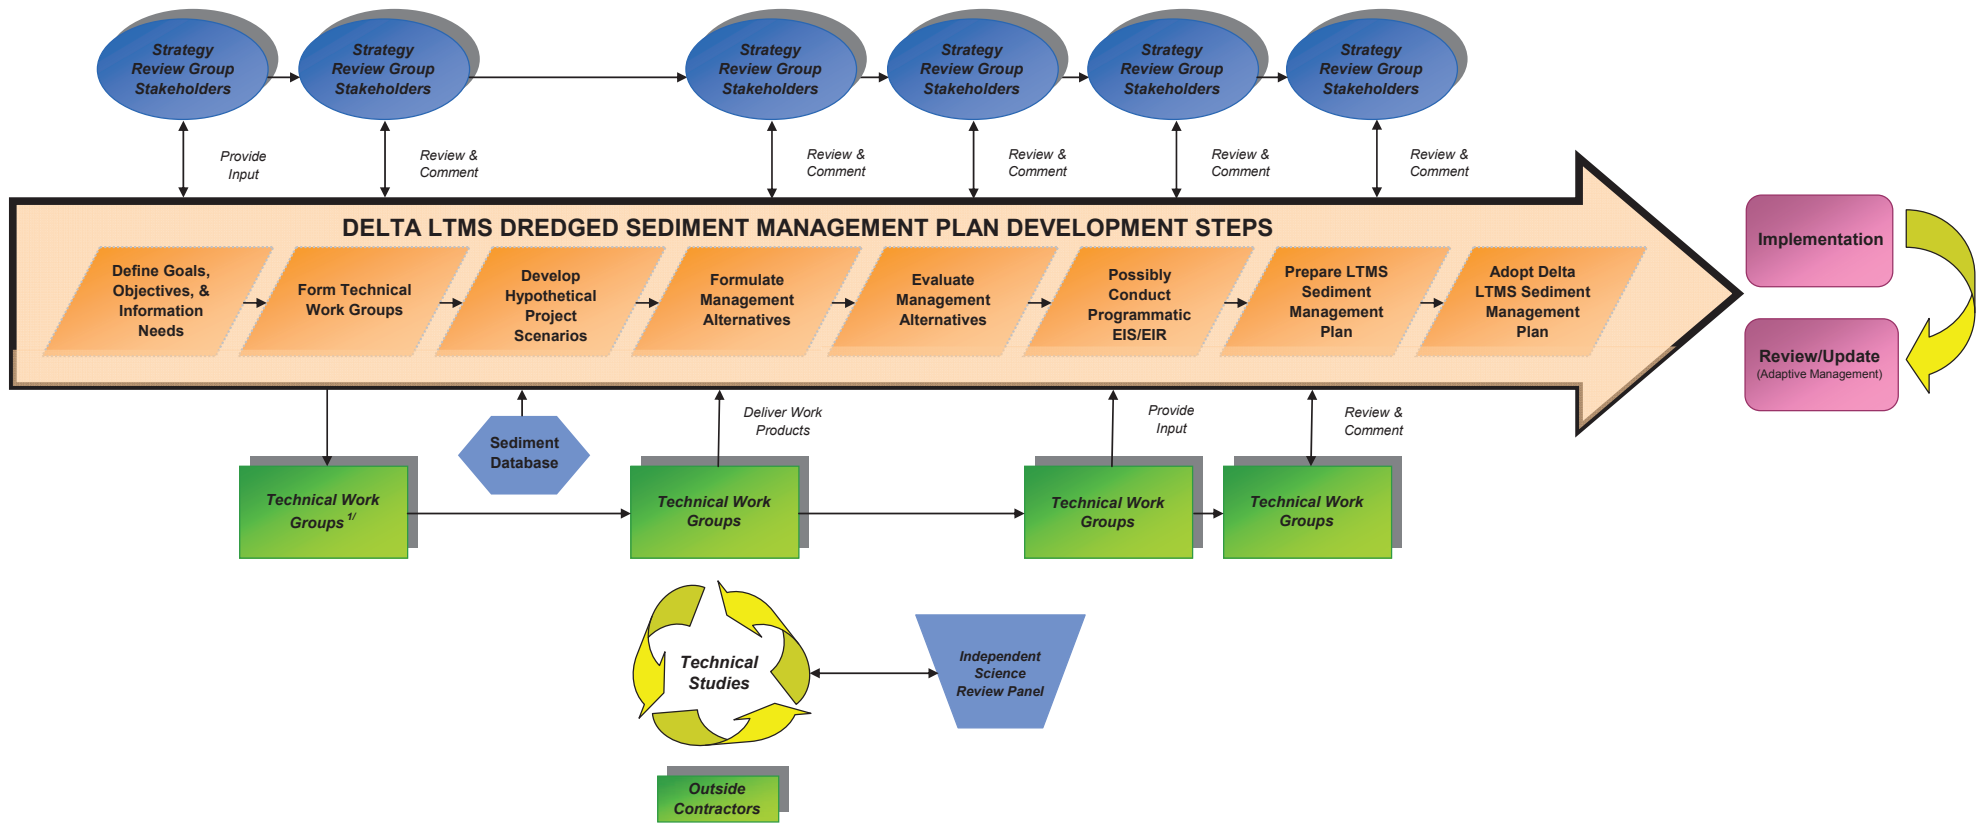 Strategy
Review Group
Stakeholders
Strategy
Review Group
Stakeholders
Strategy
Review Group
Stakeholders
Strategy
Review Group
Stakeholders
Strategy
Review Group
Stakeholders
Strategy
Review Group
Stakeholders
Provide
Input
Review &
Comment
Review &
Comment
Review &
Comment
Review &
Comment
Review &
Comment
DELTA LTMS DREDGED SEDIMENT MANAGEMENT PLAN DEVELOPMENT STEPS
Define Goals,
Objectives, &
Information
Needs
Form Technical
Work Groups
Develop
Hypothetical
Project
Scenarios
Formulate
Management
Alternatives
Evaluate
Management
Alternatives
Possibly
Conduct
Programmatic
EIS/EIR
Prepare LTMS
Sediment
Management
Plan
Adopt Delta
LTMS Sediment
Management
Plan
Implementation
Review/Update
(Adaptive Management)
Sediment
Database
Deliver Work
Products
Provide
Input
Review &
Comment
Technical Work
Groups 1/
Technical Work
Groups
Technical Work
Groups
Technical Work
Groups
Technical
Studies
Independent
Science
Review Panel
Outside
Contractors